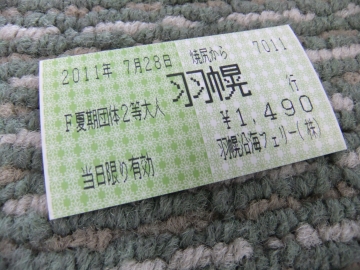 2011年 7月28日
焼尻から 7011
羽幌 行
F夏期団体2等大人
¥1,490
当日限り有効
羽幌沿海フェリー(株)